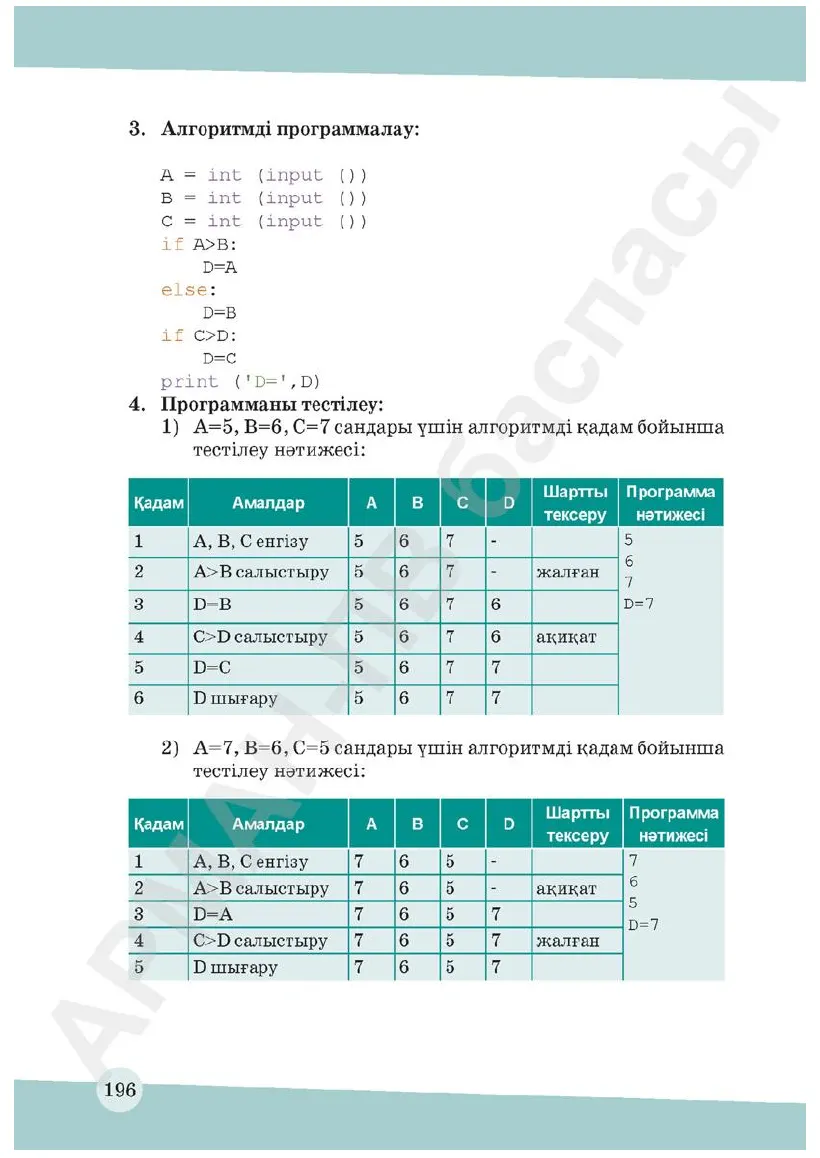 3. Алгоритмді программалау:
A = int (input ())
B = int (input ())
C = int (input ())
if A>B:
D=A
else:
D=B
if C>D:
D=C
print ('D=',D)
4. Программаны тестілеу:
1) A=5, B=6, C=7 сандары үшін алгоритмді қадам бойынша
тестілеу нәтижесі:
Қадам Амалдар A B C D Шартты тексеру Программа нәтижесі
1 A, B, C енгізу 5 6 7 - 5
2 A>B салыстыру 5 6 7 - жалған 6
7
3 D=B 5 6 7 6 D=7
4 C>D салыстыру 5 6 7 6 ақиқат
5 D=C 5 6 7 7
6 D шығару 5 6 7 7
2) A=7, B=6, C=5 сандары үшін алгоритмді қадам бойынша
тестілеу нәтижесі:
Қадам Амалдар A B C D Шартты тексеру Программа нәтижесі
1 A, B, C енгізу 7 6 5 - 7
2 A>B салыстыру 7 6 5 - ақиқат 6
3 D=A 7 6 5 7 5
4 C>D салыстыру 7 6 5 7 жалған D=7
5 D шығару 7 6 5 7
196
АРМАН-ПВ баспасы